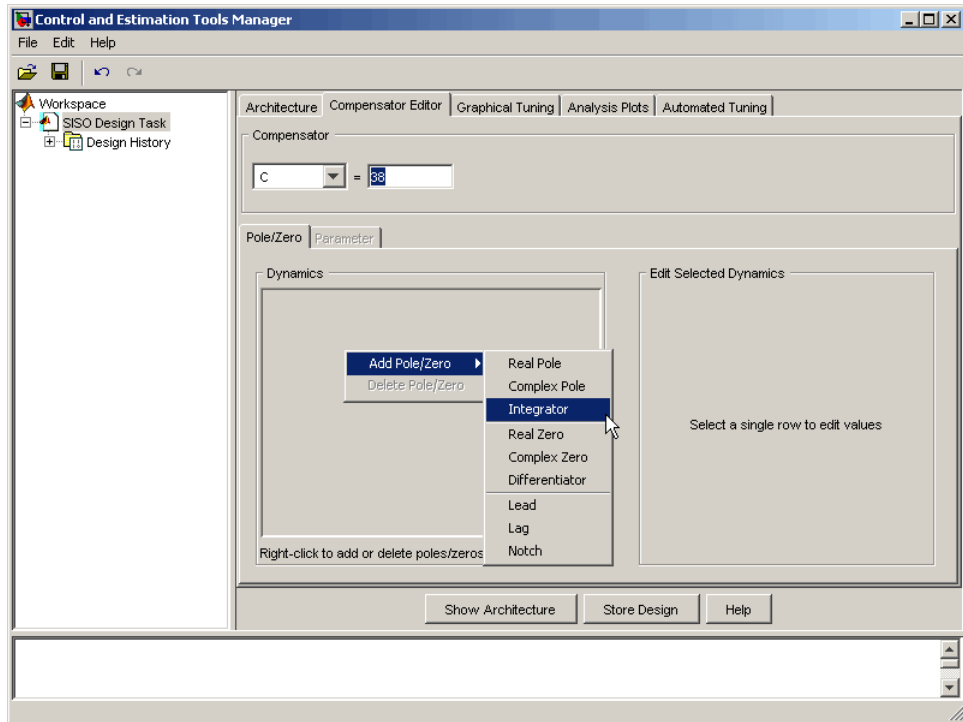 Control and Estimation Tools Manager
File Edit Help
Workspace
SISO Design Task
Design History
Architecture Compensator Editor Graphical Tuning Analysis Plots Automated Tuning
Compensator
C = 38
Pole/Zero Parameter
Dynamics
Edit Selected Dynamics
Add Pole/Zero
Delete Pole/Zero
Real Pole
Complex Pole
Integrator
Real Zero
Complex Zero
Differentiator
Lead
Lag
Notch
Select a single row to edit values
Right-click to add or delete poles/zeros
Show Architecture Store Design Help